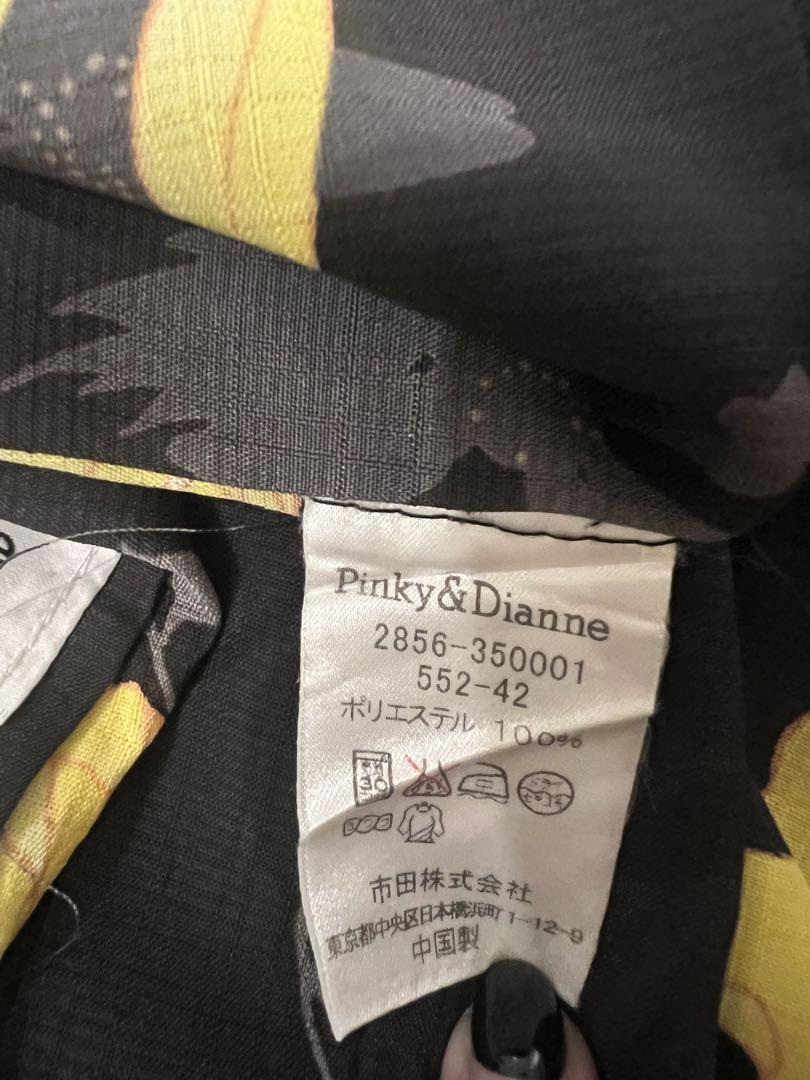 Pinky&Dianne
2856-350001
552-42
ポリエステル 100%
30
市田株式会社
東京都中央区日本橋浜町1-12-9
中国製